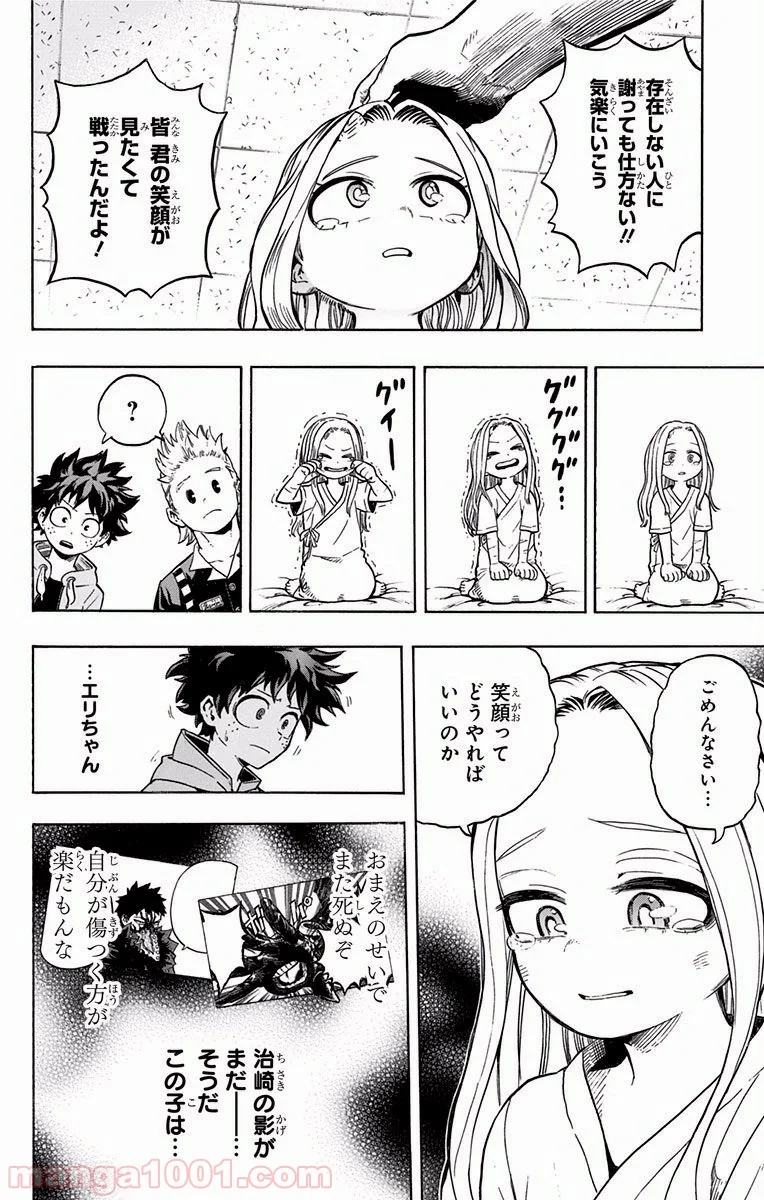 存在しない人に
謝っても仕方ない!!
気楽にいこう
皆 君の笑顔が
見たくて
戦ったんだよ!
ググググ…
グイー
?
ごめんなさい…
笑顔って
どうやれば
いいのか
…エリちゃん
おまえのせいで
また死ぬぞ
自分が傷つく方が
楽だもんな
治崎の影が
まだ――…
そうだ
この子は…
manga1001.com